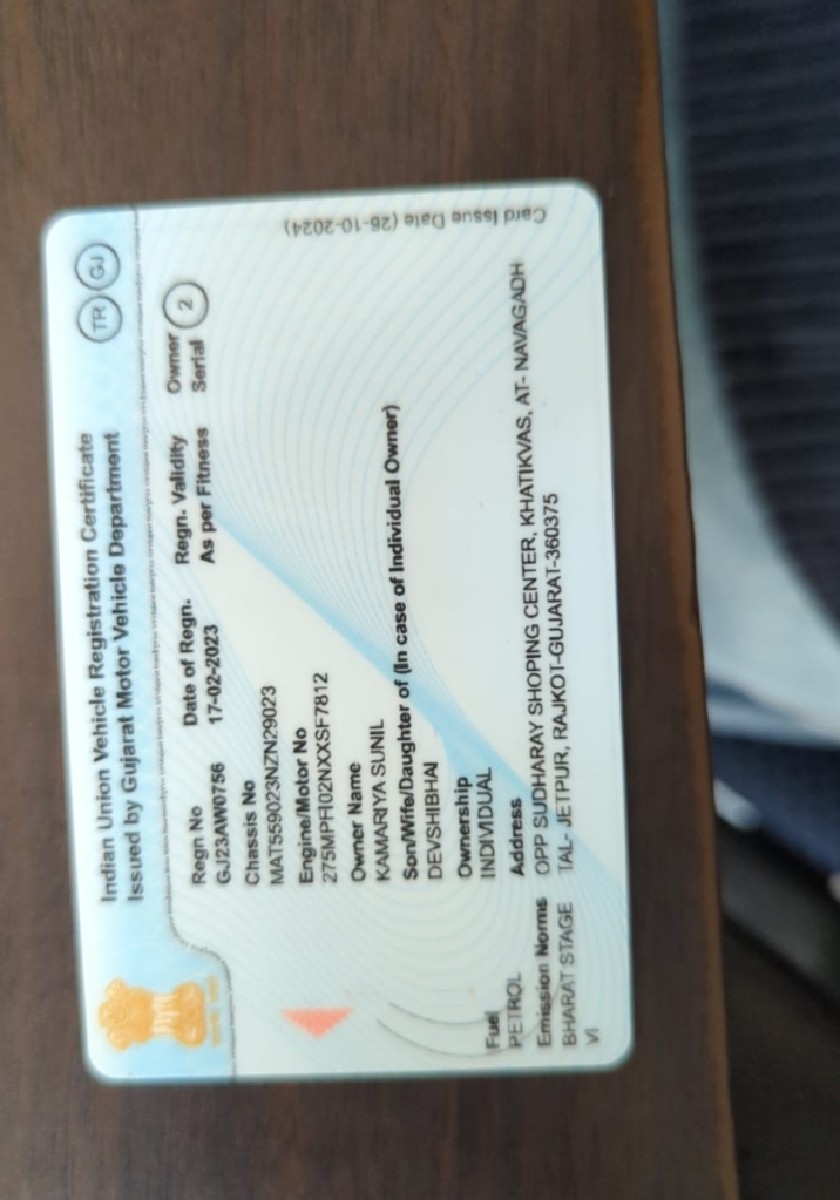 Indian Union Vehicle Registration Certificate
Issued by Gujarat Motor Vehicle Department
TR GJ
Regn No Date of Regn. Regn. Validity Owner Serial 2
GJ23AW0756 17-02-2023 As per Fitness
Chassis No
MAT559023NZN29023
Engine/Motor No
275MPFI02NXXSF7812
Owner Name
KAMARIYA SUNIL
Son/Wife/Daughter of (In case of Individual Owner)
DEVSHIBHAI
Ownership
INDIVIDUAL
Fuel
PETROL
Emission Norms
BHARAT STAGE
VI
Address
OPP SUDHARAY SHOPING CENTER, KHATIKVAS, AT- NAVAGADH
TAL- JETPUR, RAJKOT-GUJARAT-360375
Card Issue Date (28-10-2024)